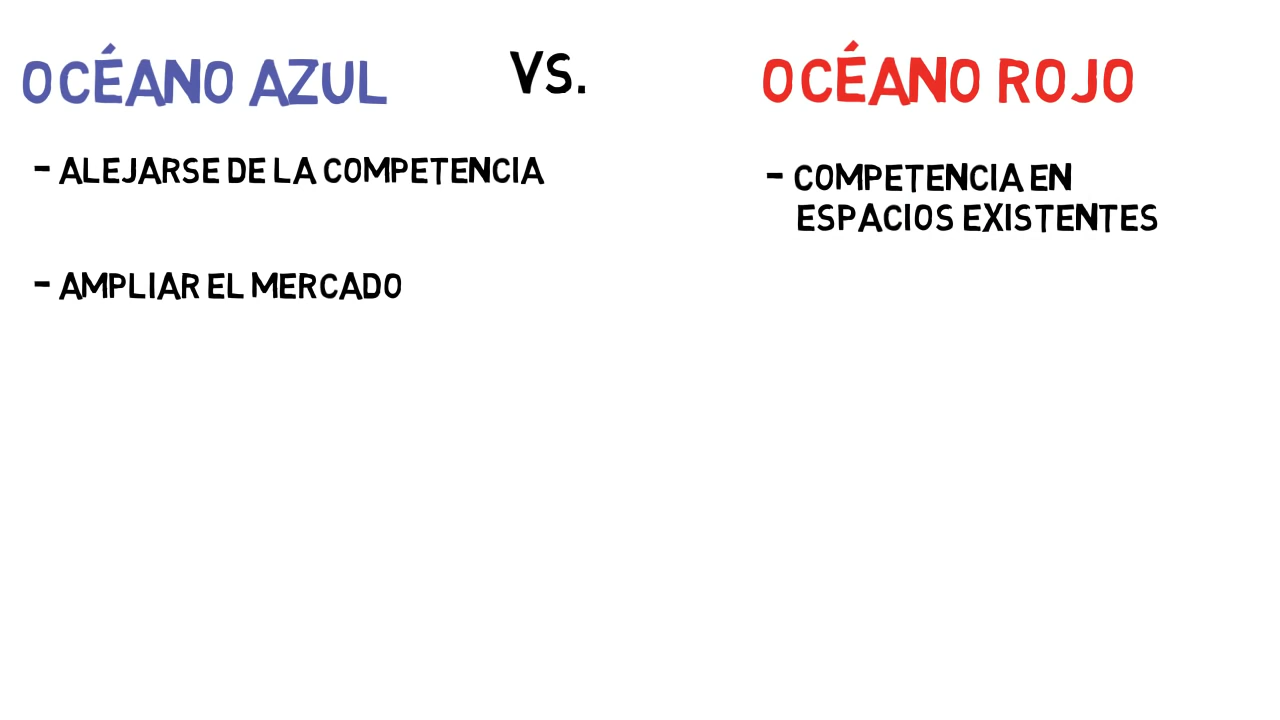 OCÉANO AZUL
VS.
OCÉANO ROJO
- ALEJARSE DE LA COMPETENCIA
- AMPLIAR EL MERCADO
- COMPETENCIA EN
ESPACIOS EXISTENTES